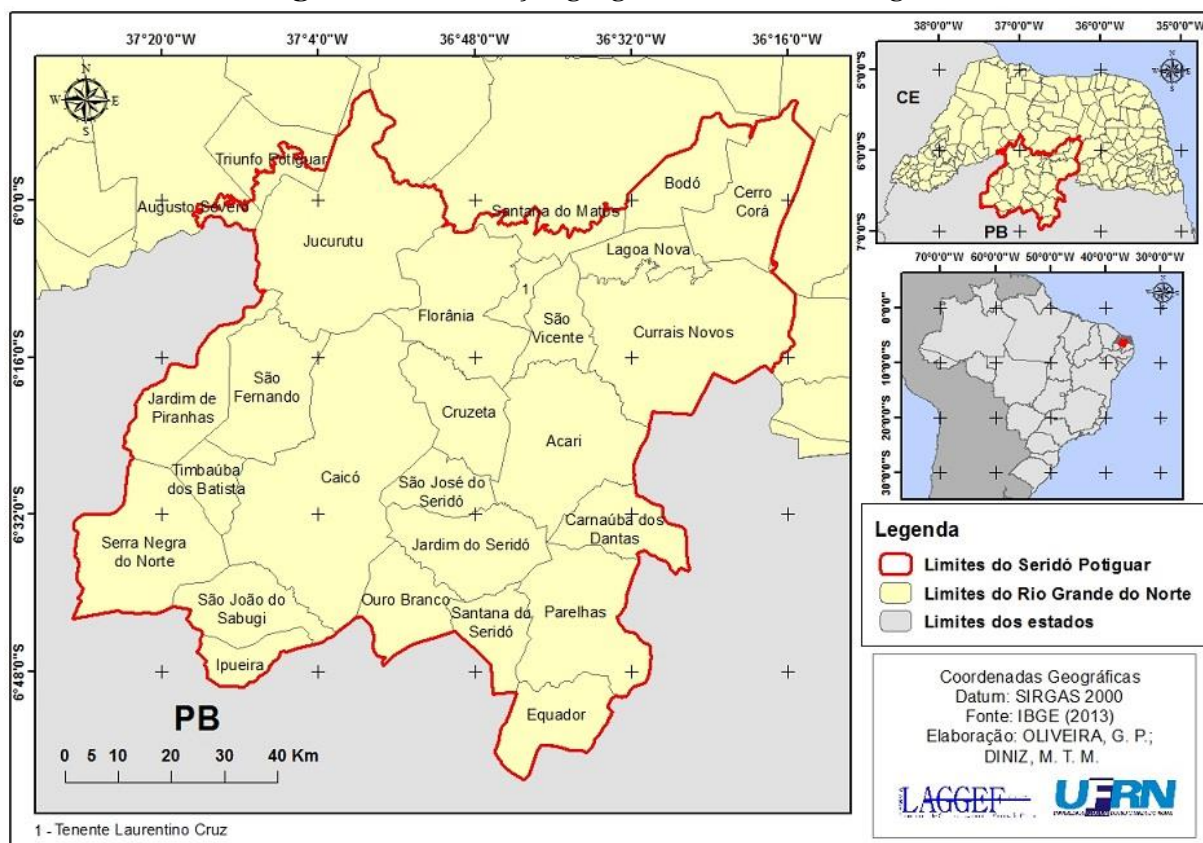 37°20'0"W 37°4'0"W 36°48'0"W 36°32'0"W 36°16'0"W
N
W E
S
6°0'0"S
6°16'0"S
6°32'0"S
6°48'0"S
Triunfo Potiguar
Augusto Severo
Jucurutu
Santana do Matos
Bodó
Cerro
Corá
Lagoa Nova
1
Florânia
São
Vicente
Currais Novos
Jardim de
Piranhas
São
Fernando
Cruzeta
Acari
Timbaúba
dos Batista
Caicó
São José do
Seridó
Carnaúba dos
Dantas
Serra Negra
do Norte
Jardim do Seridó
São João do
Sabugi
Ouro Branco
Santana do
Seridó
Parelhas
Ipueira
Equador
PB
0 5 10 20 30 40 Km
1 - Tenente Laurentino Cruz
38°0'0"W 37°0'0"W 36°0'0"W 35°0'0"W
5°0'0"S
6°0'0"S
7°0'0"S
N
W E
S
CE
PB
70°0'0"W 60°0'0"W 50°0'0"W 40°0'0"W 30°0'0"W
0°0'0"
10°0'0"S
20°0'0"S
30°0'0"S
Legenda
Limites do Seridó Potiguar
Limites do Rio Grande do Norte
Limites dos estados
Coordenadas Geográficas
Datum: SIRGAS 2000
Fonte: IBGE (2013)
Elaboração: OLIVEIRA, G. P.;
DINIZ, M. T. M.
LAGGEF
UFRN